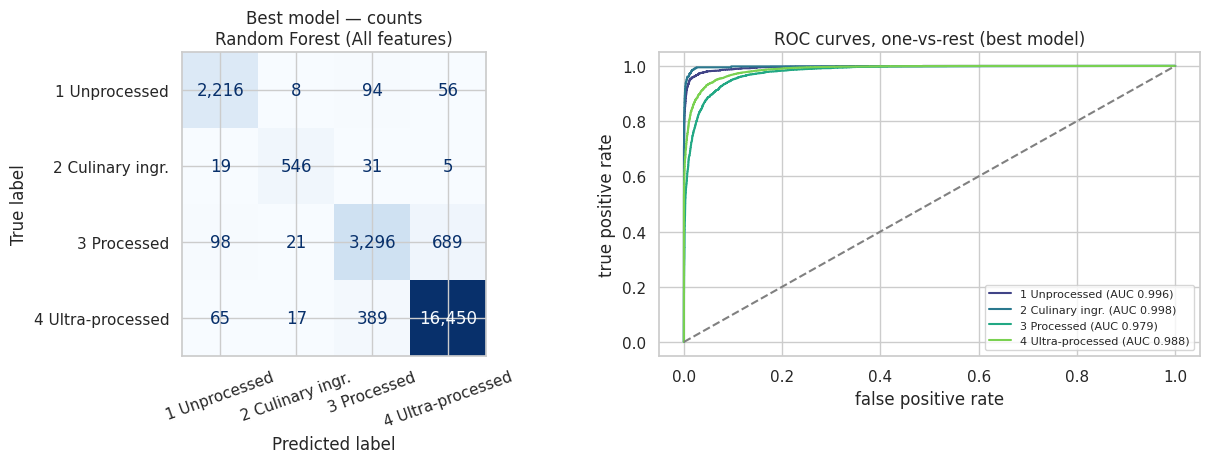 Best model — counts
Random Forest (All features)
True label
1 Unprocessed
2,216 8 94 56
2 Culinary ingr.
19 546 31 5
3 Processed
98 21 3,296 689
4 Ultra-processed
65 17 389 16,450
1 Unprocessed
2 Culinary ingr.
3 Processed
4 Ultra-processed
Predicted label
ROC curves, one-vs-rest (best model)
true positive rate
1.0
0.8
0.6
0.4
0.2
0.0
1 Unprocessed (AUC 0.996)
2 Culinary ingr. (AUC 0.998)
3 Processed (AUC 0.979)
4 Ultra-processed (AUC 0.988)
0.0 0.2 0.4 0.6 0.8 1.0
false positive rate